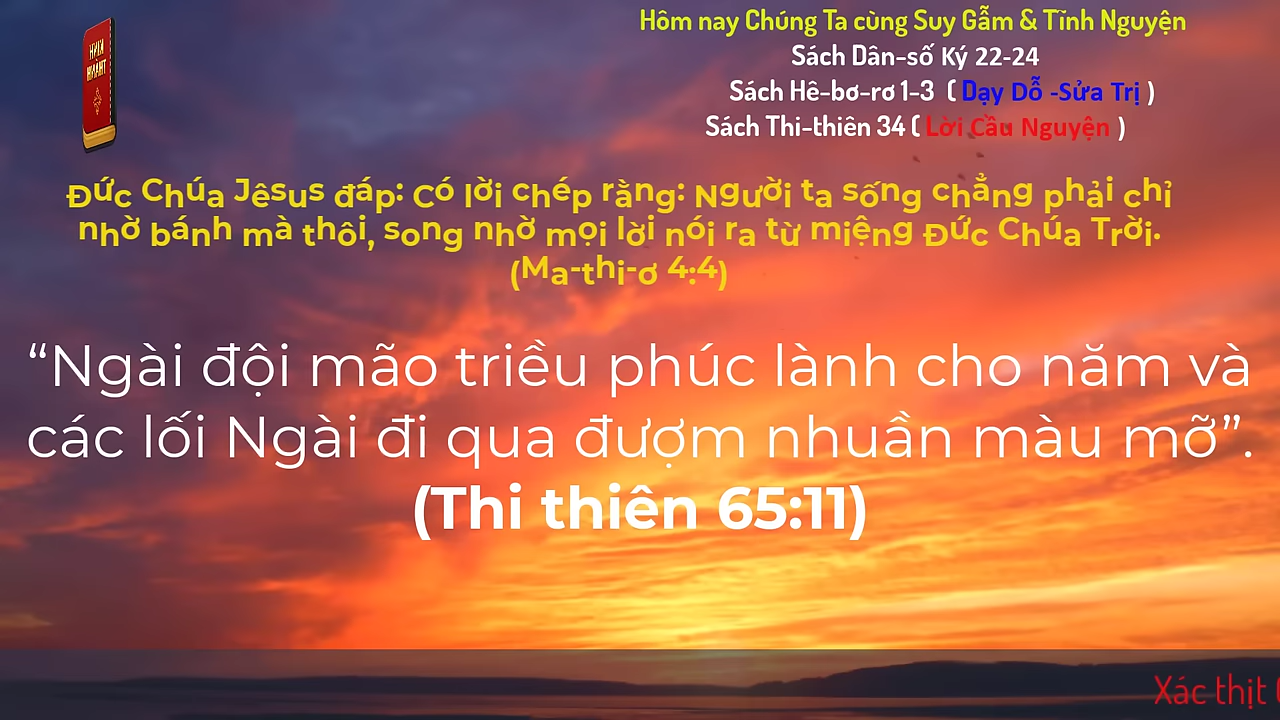 Hôm nay Chúng Ta cùng Suy Gẫm & Tĩnh Nguyện
Sách Dân-số Ký 22-24
Sách Hê-bơ-rơ 1-3 ( Dạy Dỗ -Sửa Trị )
Sách Thi-thiên 34 ( Lời Cầu Nguyện )
KINH
THÁNH
Đức Chúa Jêsus đáp: Có lời chép rằng: Người ta sống chẳng phải chỉ
nhờ bánh mà thôi, song nhờ mọi lời nói ra từ miệng Đức Chúa Trời.
(Ma-thi-ơ 4:4)
“Ngài đội mão triều phúc lành cho năm và
các lối Ngài đi qua đượm nhuần màu mỡ”.
(Thi thiên 65:11)
Xác thịt